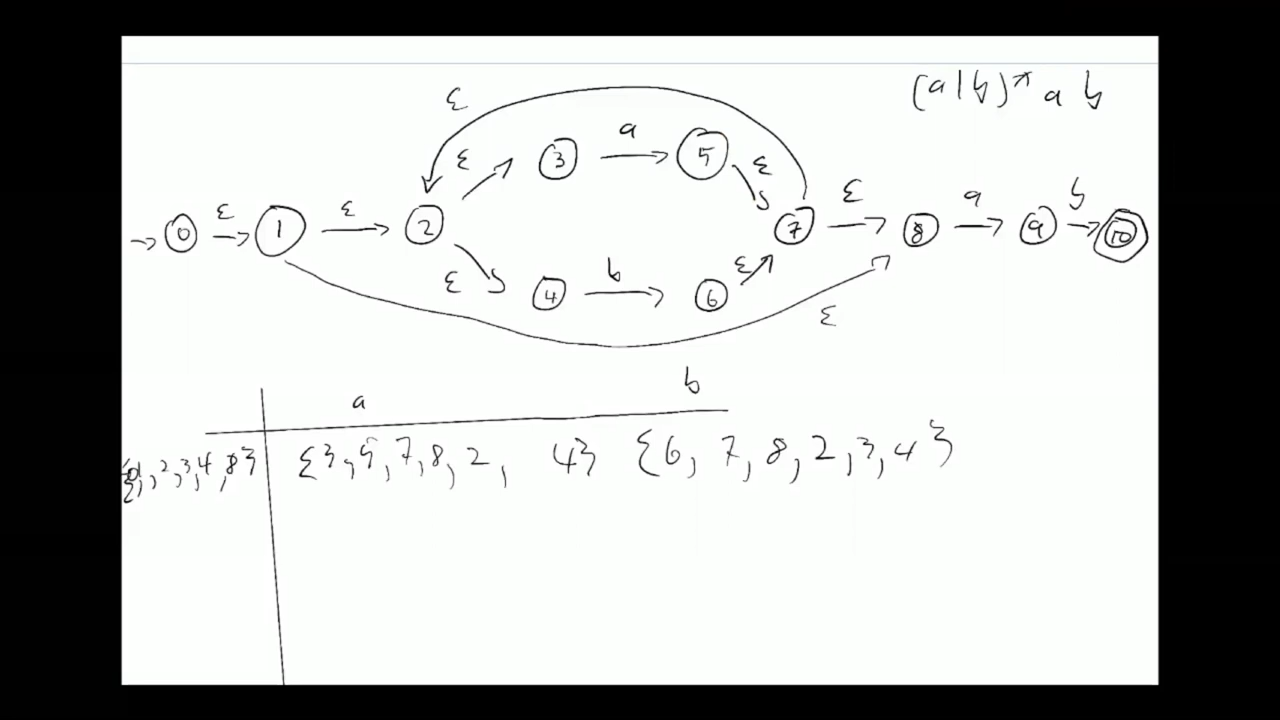 (a|b)* a b
ε
a
ε 3 5 ε
ε ε ε a b
0 1 2 7 8 9 10
ε b ε
4 6
ε
a b
{0,1,2,3,4,8} {3,5,7,8,2, 4} {6,7,8,2,3,4}